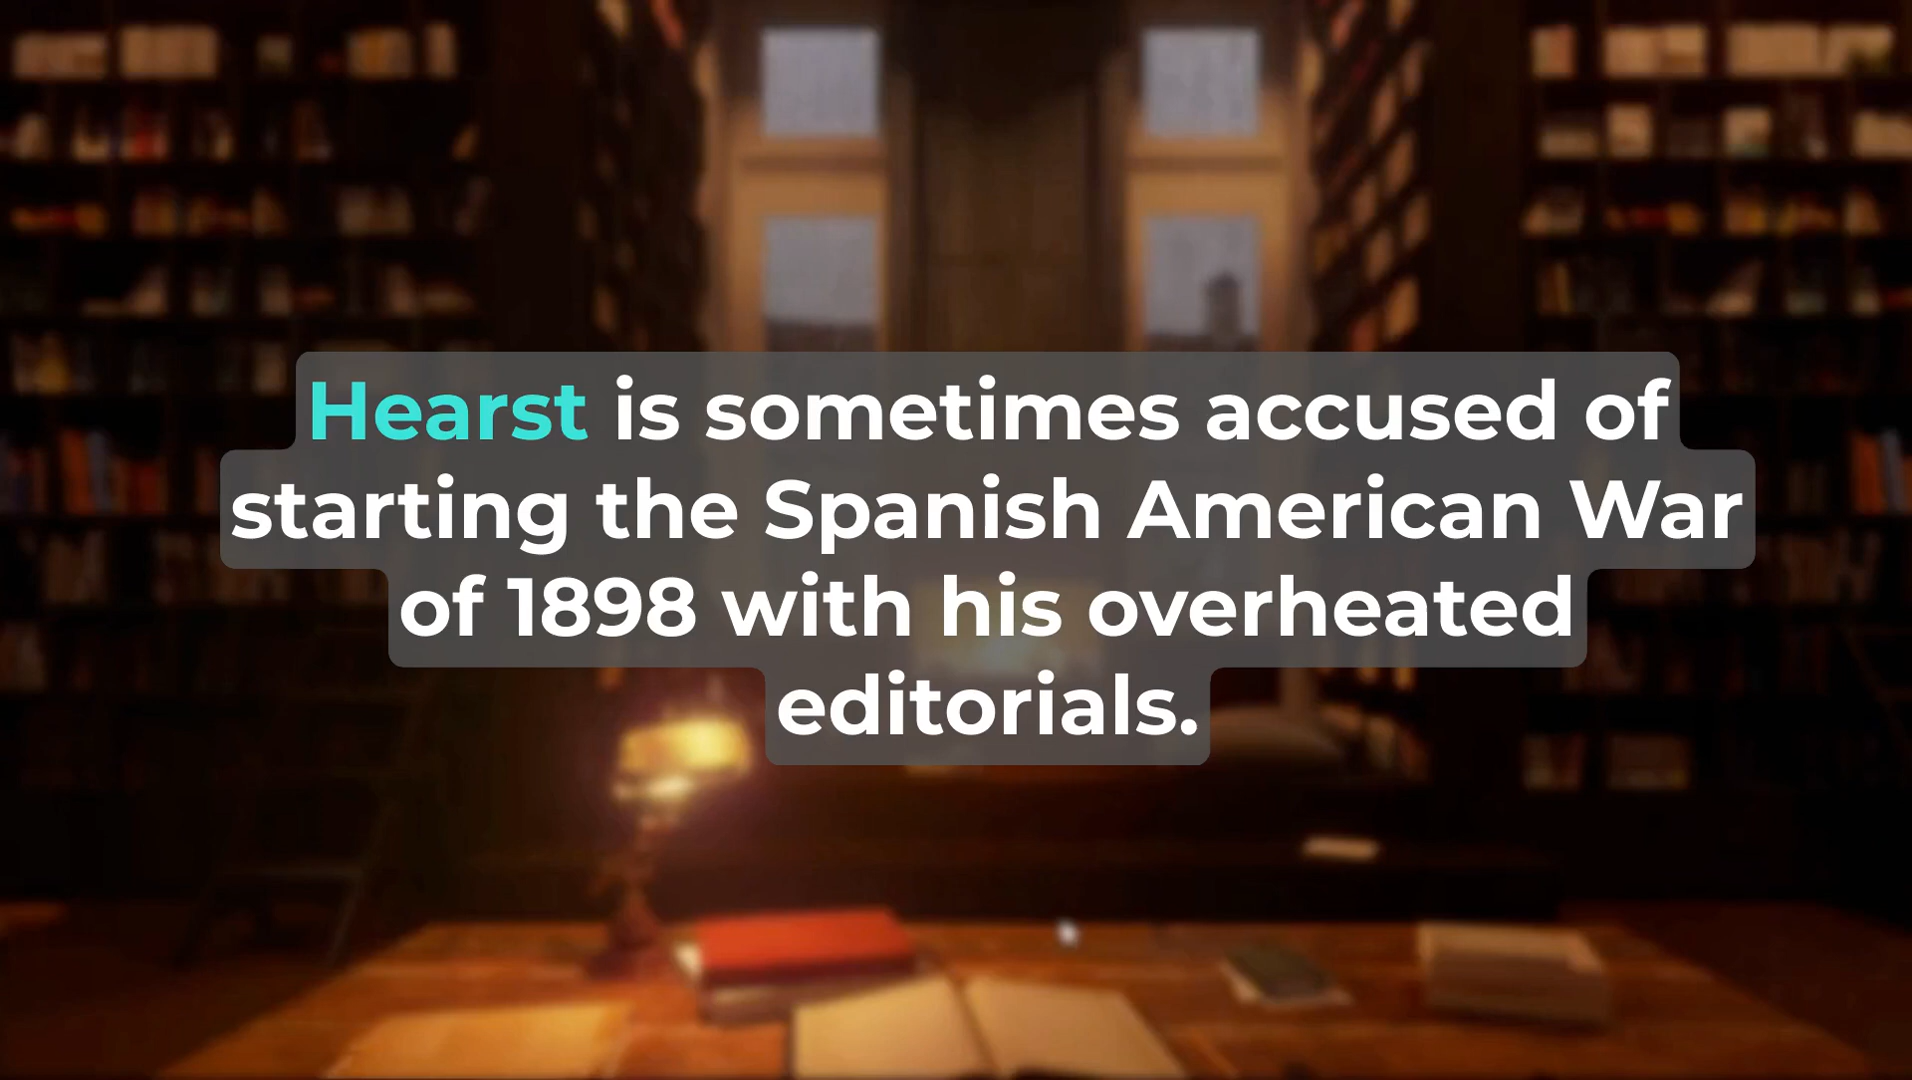 Hearst is sometimes accused of
starting the Spanish American War
of 1898 with his overheated
editorials.